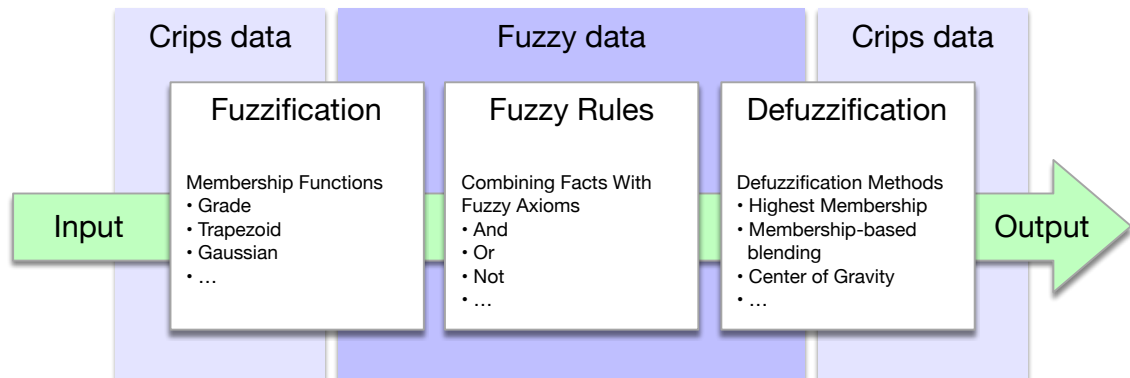 Crips data
Fuzzy data
Crips data
Input
Fuzzification
Membership Functions
• Grade
• Trapezoid
• Gaussian
• …
Fuzzy Rules
Combining Facts With
Fuzzy Axioms
• And
• Or
• Not
• …
Defuzzification
Defuzzification Methods
• Highest Membership
• Membership-based
blending
• Center of Gravity
• …
Output